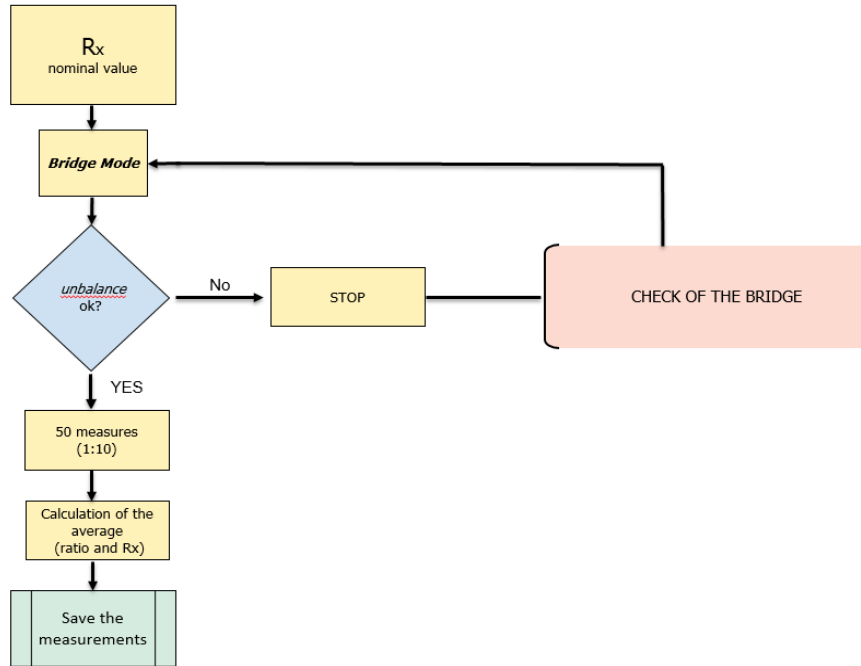 Rx
nominal value
Bridge Mode
unbalance
ok?
No
STOP
CHECK OF THE BRIDGE
YES
50 measures
(1:10)
Calculation of the
average
(ratio and Rx)
Save the
measurements